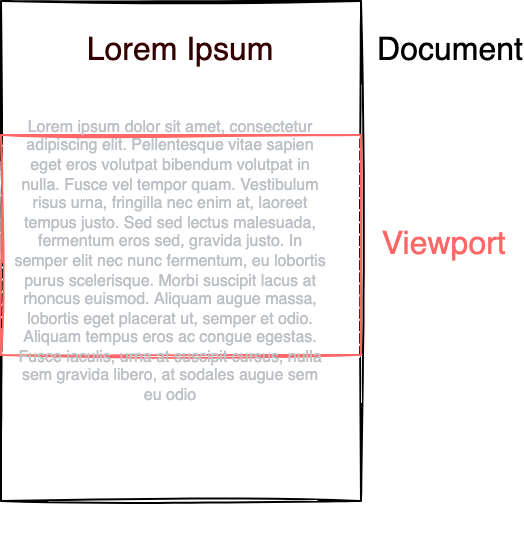 Lorem Ipsum
Document
Lorem ipsum dolor sit amet, consectetur
adipiscing elit. Pellentesque vitae sapien
eget eros volutpat bibendum volutpat in
nulla. Fusce vel tempor quam. Vestibulum
risus urna, fringilla nec enim at, laoreet
tempus justo. Sed sed lectus malesuada,
fermentum eros sed, gravida justo. In
semper elit nec nunc fermentum, eu lobortis
purus scelerisque. Morbi suscipit lacus at
rhoncus euismod. Aliquam augue massa,
lobortis eget placerat ut, semper et odio.
Aliquam tempus eros ac congue egestas.
Fusce iaculis, urna at suscipit cursus, nulla
sem gravida libero, at sodales augue sem
eu odio
Viewport